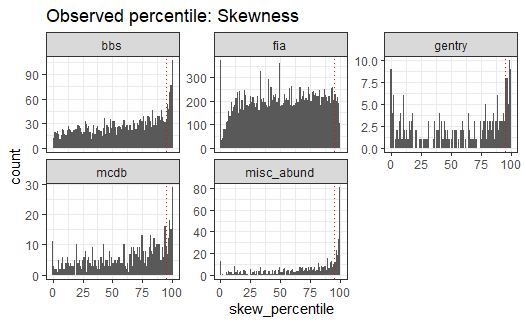 Observed percentile: Skewness
bbs
fia
gentry
90
60
30
0
300
200
100
0
10.0
7.5
5.0
2.5
0.0
0 25 50 75 100
mcdb
misc_abund
30
20
10
0
80
60
40
20
0
0 25 50 75 100
0 25 50 75 100
count
skew_percentile